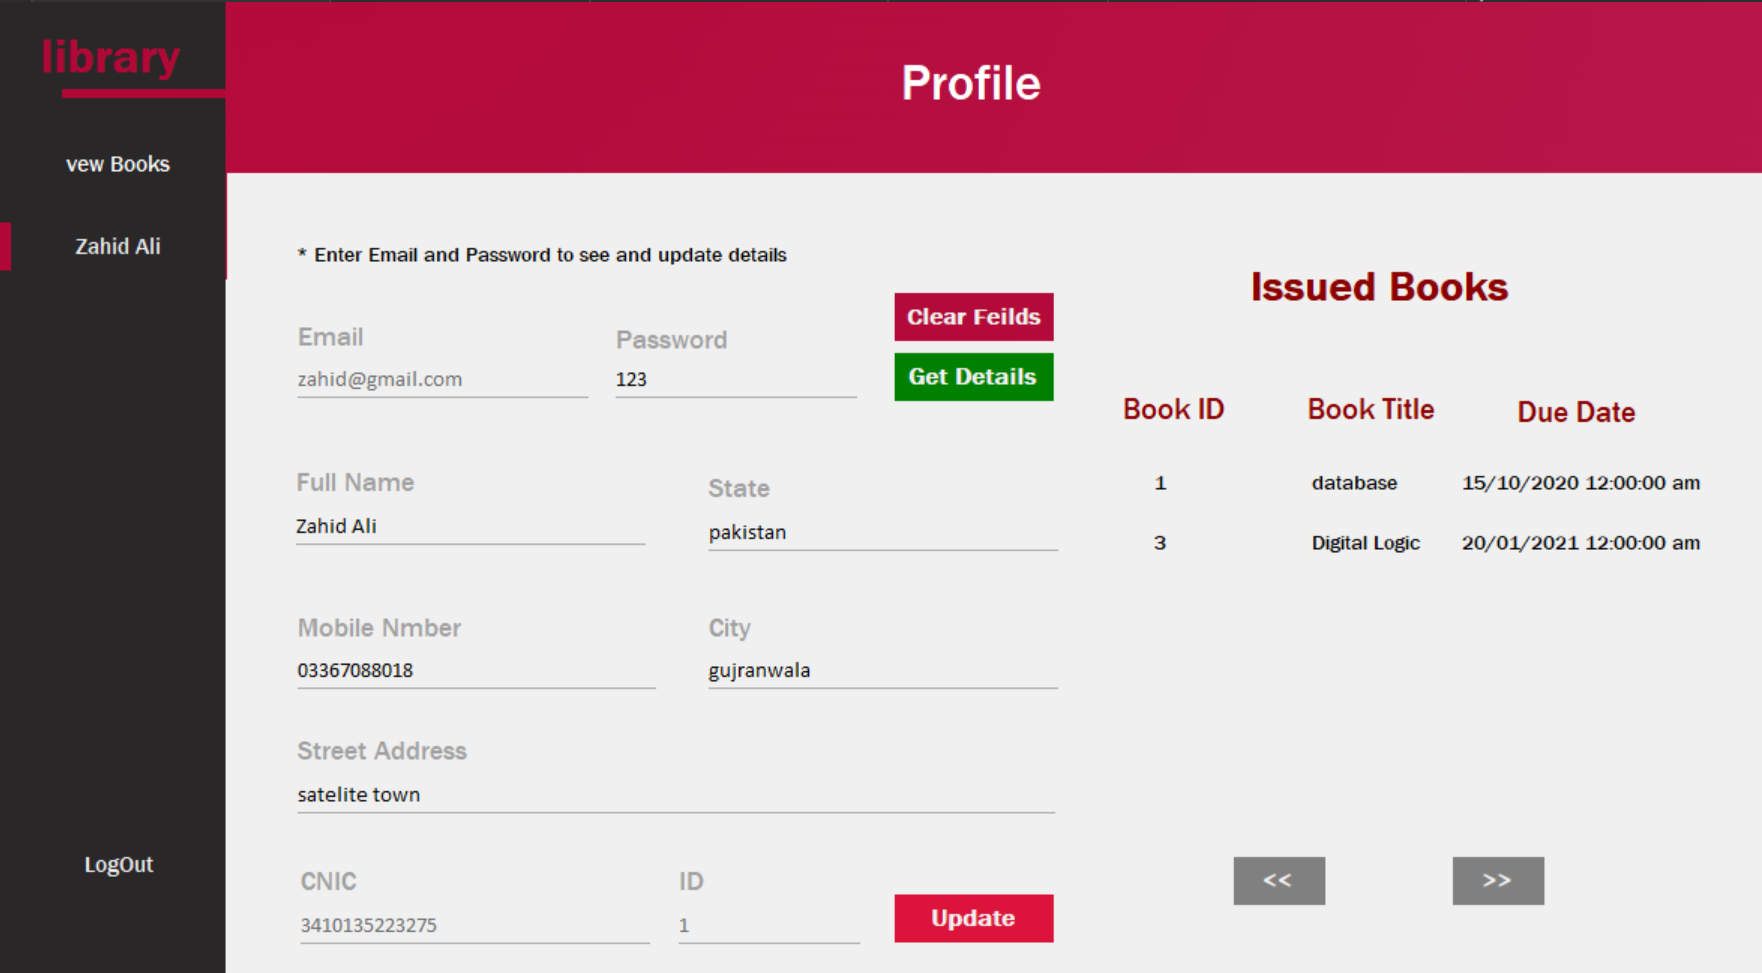 library
vew Books
Zahid Ali
LogOut
Profile
* Enter Email and Password to see and update details
Email
zahid@gmail.com
Password
123
Clear Feilds
Get Details
Full Name
Zahid Ali
State
pakistan
Mobile Nmber
03367088018
City
gujranwala
Street Address
satelite town
CNIC
3410135223275
ID
1
Update
Issued Books
Book ID Book Title Due Date
1 database 15/10/2020 12:00:00 am
3 Digital Logic 20/01/2021 12:00:00 am
<< >>